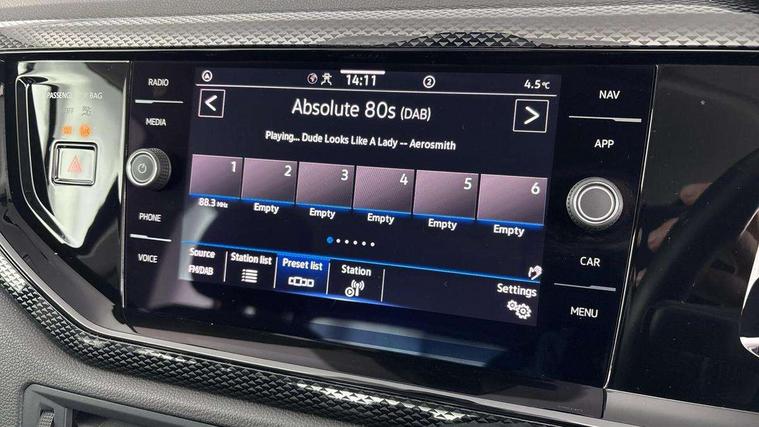 PASSENGER AIR BAG
OFF
RADIO
MEDIA
PHONE
VOICE
14:11
2
4.5°C
<
Absolute 80s (DAB)
>
Playing... Dude Looks Like A Lady -- Aerosmith
1
2
3
4
5
6
88.3 MHz
Empty
Empty
Empty
Empty
Empty
Source
FM/DAB
Station list
Preset list
Station
Settings
NAV
APP
CAR
MENU